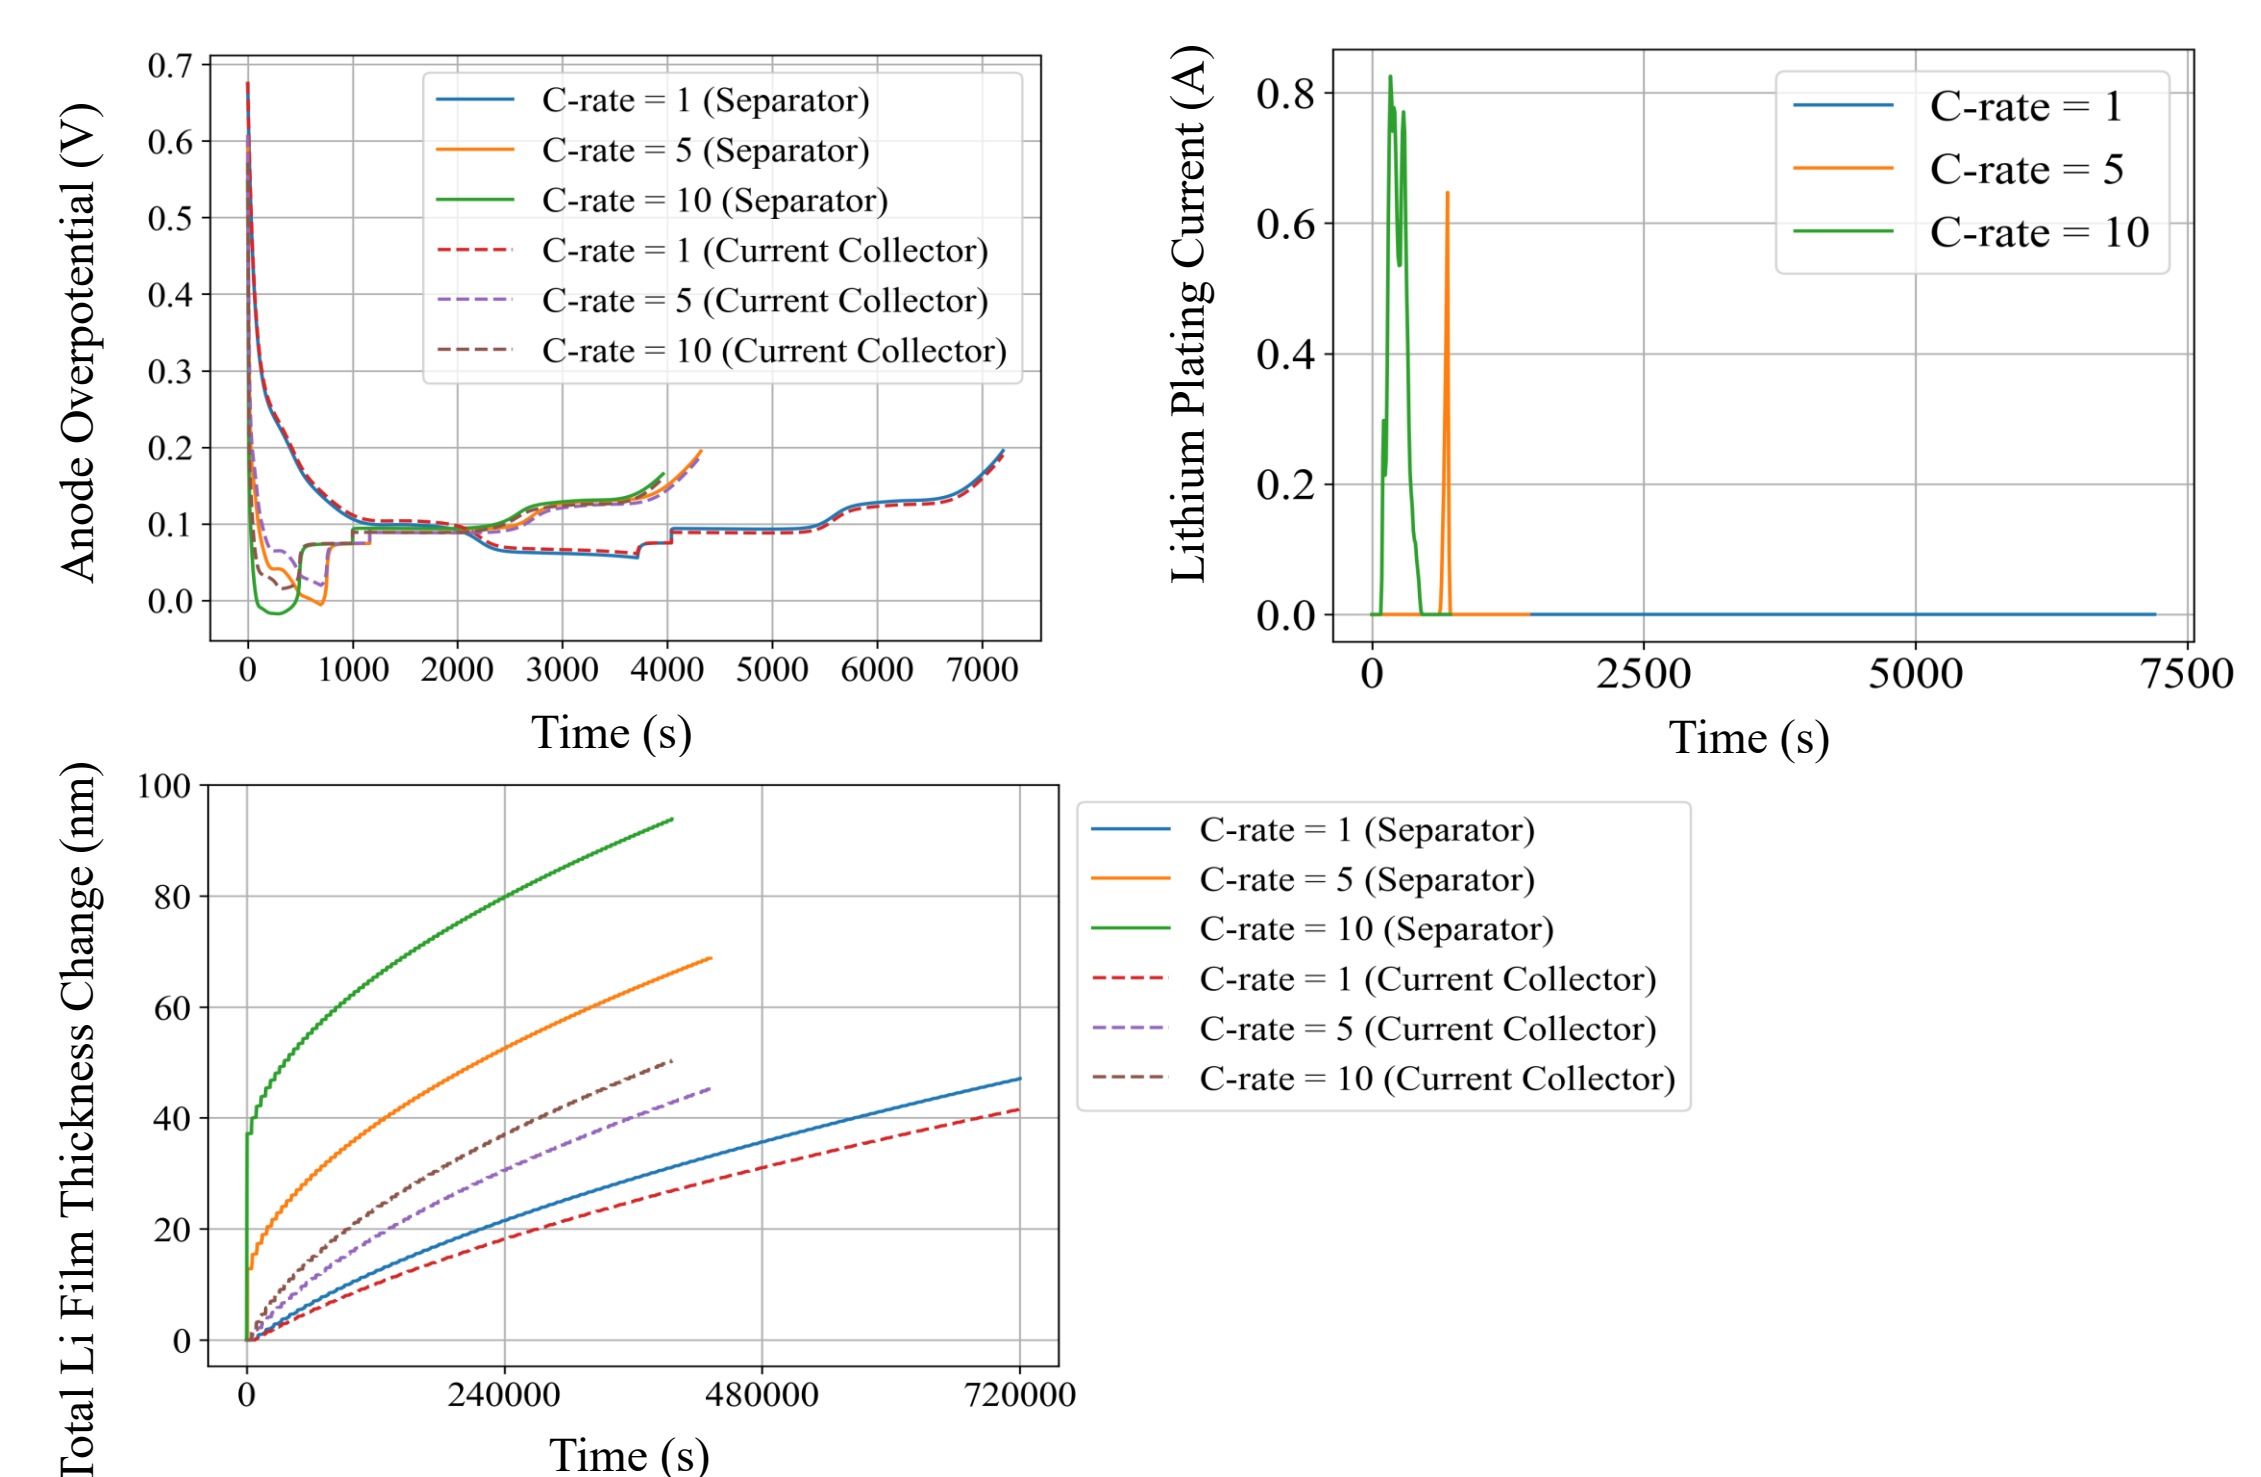 Anode Overpotential (V)
0.7
0.6
0.5
0.4
0.3
0.2
0.1
0.0
C-rate = 1 (Separator)
C-rate = 5 (Separator)
C-rate = 10 (Separator)
C-rate = 1 (Current Collector)
C-rate = 5 (Current Collector)
C-rate = 10 (Current Collector)
0 1000 2000 3000 4000 5000 6000 7000
Time (s)
Lithium Plating Current (A)
0.8
0.6
0.4
0.2
0.0
C-rate = 1
C-rate = 5
C-rate = 10
0 2500 5000 7500
Time (s)
Total Li Film Thickness Change (nm)
100
80
60
40
20
0
0 240000 480000 720000
Time (s)
C-rate = 1 (Separator)
C-rate = 5 (Separator)
C-rate = 10 (Separator)
C-rate = 1 (Current Collector)
C-rate = 5 (Current Collector)
C-rate = 10 (Current Collector)